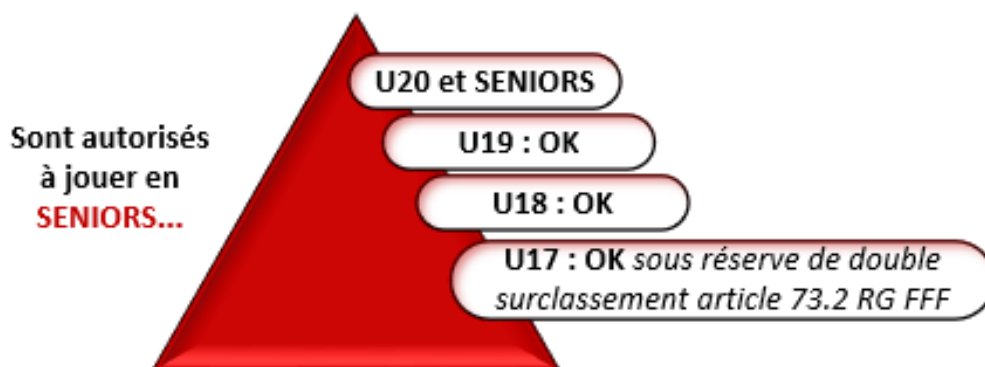 Sont autorisés
à jouer en
SENIORS...
U20 et SENIORS
U19 : OK
U18 : OK
U17 : OK sous réserve de double
surclassement article 73.2 RG FFF